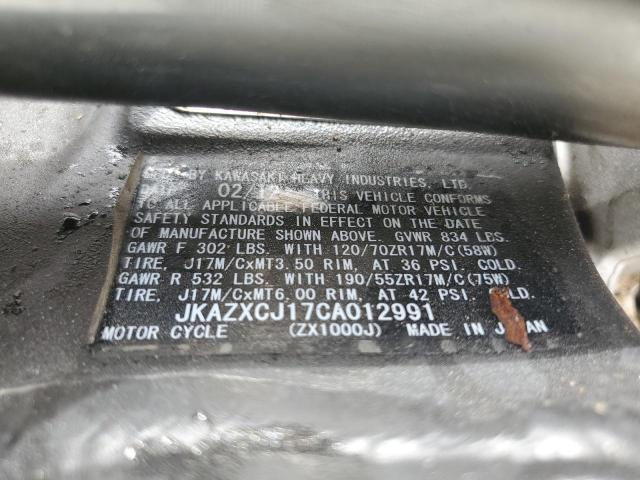 BY KAWASAKI HEAVY INDUSTRIES, LTD.
02/12 THIS VEHICLE CONFORMS
TO ALL APPLICABLE FEDERAL MOTOR VEHICLE
SAFETY STANDARDS IN EFFECT ON THE DATE
OF MANUFACTURE SHOWN ABOVE. GVWR 834 LBS.
GAWR F 302 LBS. WITH 120/70ZR17M/C(58W)
TIRE, J17M/CxMT3.50 RIM, AT 36 PSI. COLD.
GAWR R 532 LBS. WITH 190/55ZR17M/C(75W)
TIRE, J17M/CxMT6.00 RIM, AT 42 PSI. COLD.
JKAZXCJ17CA012991
MOTOR CYCLE (ZX1000J) MADE IN JAPAN